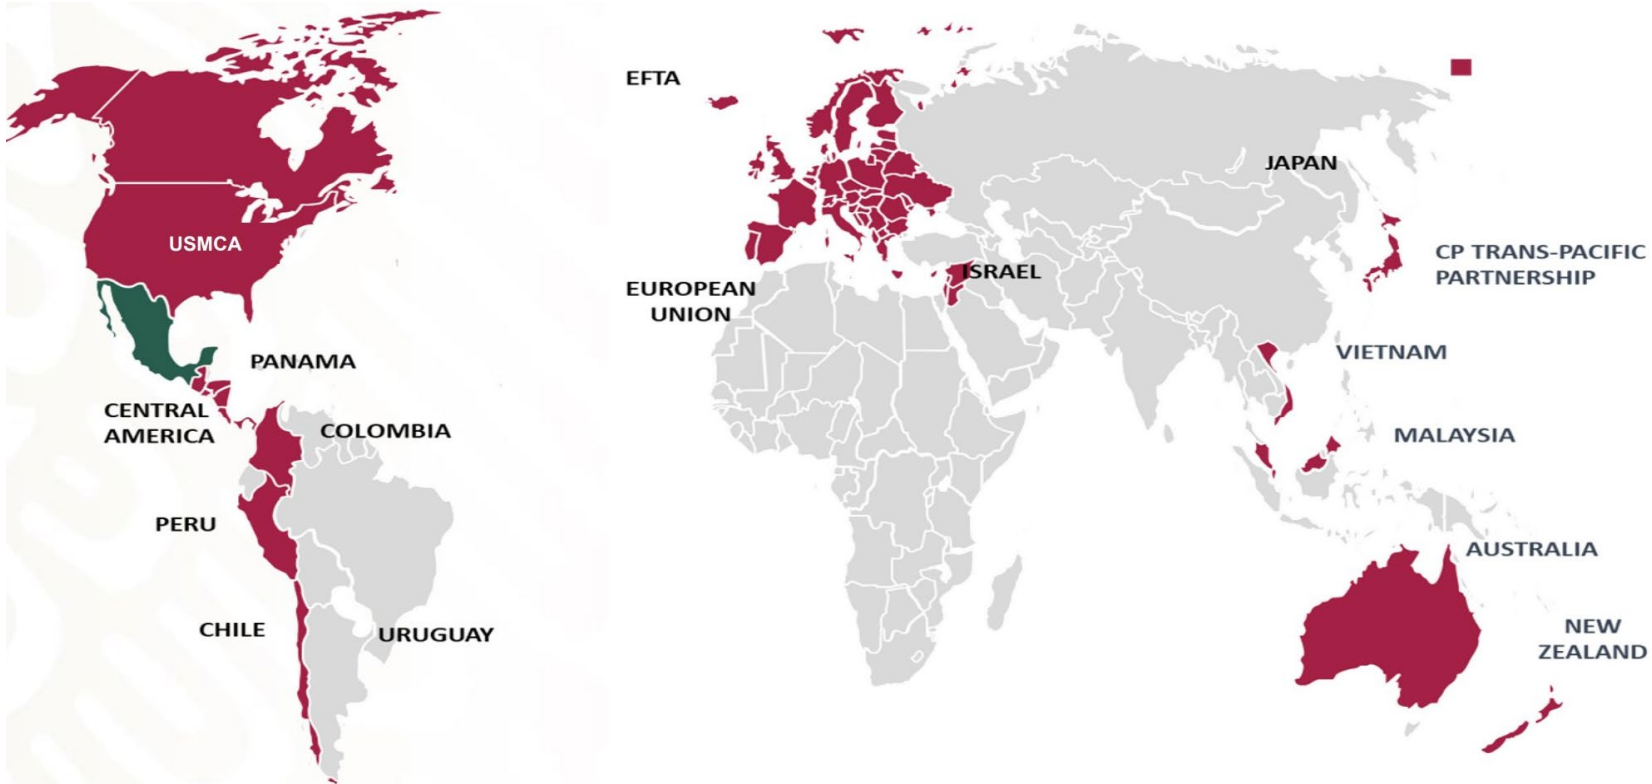 EFTA
JAPAN
USMCA
CP TRANS-PACIFIC
PARTNERSHIP
ISRAEL
EUROPEAN
UNION
PANAMA
VIETNAM
CENTRAL
AMERICA
COLOMBIA
MALAYSIA
PERU
AUSTRALIA
CHILE
URUGUAY
NEW
ZEALAND